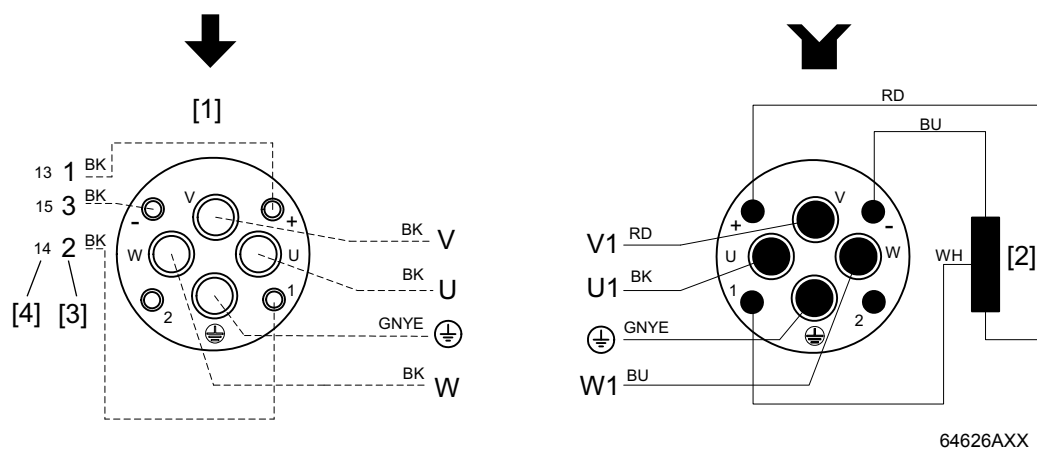 [1]
13 1 BK
15 3 BK
14 2 BK
[4] [3]
V
-
+
W
U
2
1
BK V
BK U
GNYE
BK W
RD
BU
V1 RD
U1 BK
GNYE
W1 BU
V
+
-
U
W
1
2
WH
[2]
64626AXX